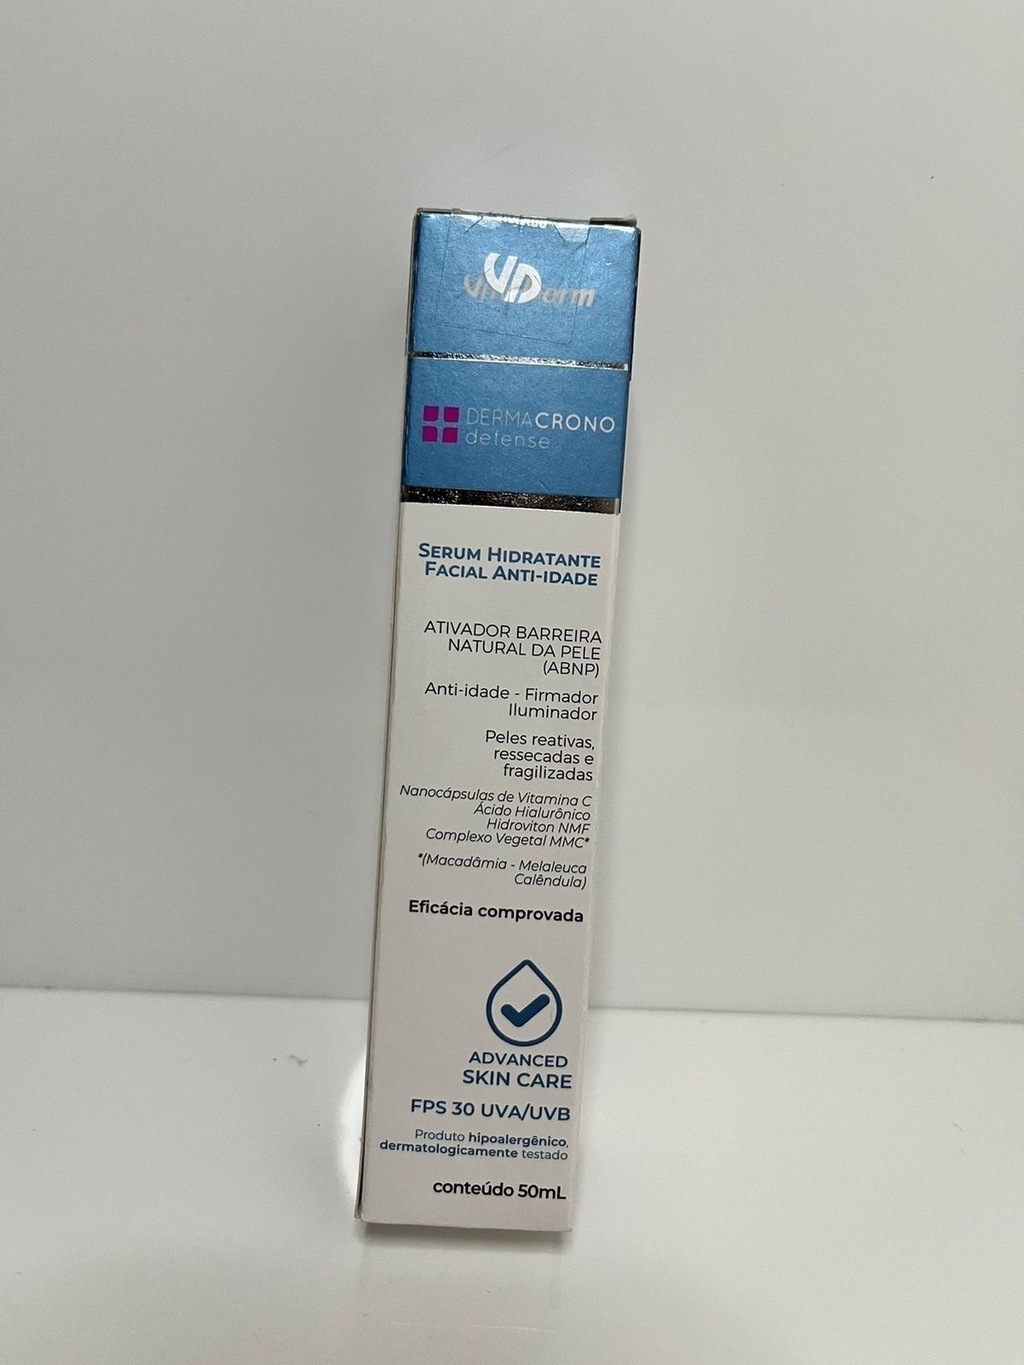 VD
DERMACRONO
defense
SERUM HIDRATANTE
FACIAL ANTI-IDADE
ATIVADOR BARREIRA
NATURAL DA PELE
(ABNP)
Anti-idade - Firmador
Iluminador
Peles reativas,
ressecadas e
fragilizadas
Nanocápsulas de Vitamina C
Ácido Hialurônico
Hidroviton NMF
Complexo Vegetal MMC*
*(Macadâmia - Melaleuca
Calêndula)
Eficácia comprovada
ADVANCED
SKIN CARE
FPS 30 UVA/UVB
Produto hipoalergênico,
dermatologicamente testado
conteúdo 50mL